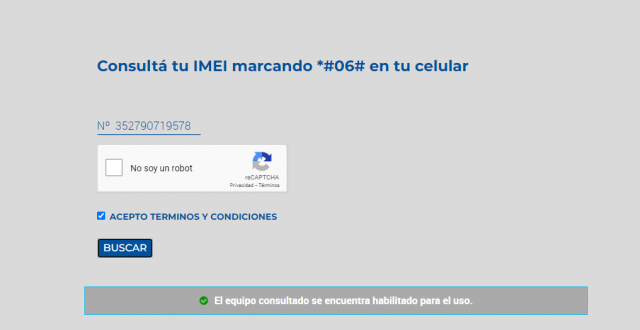 Consultá tu IMEI marcando *#06# en tu celular
Nº 352790719578
No soy un robot
reCAPTCHA
Privacidad - Términos
ACEPTO TERMINOS Y CONDICIONES
BUSCAR
El equipo consultado se encuentra habilitado para el uso.